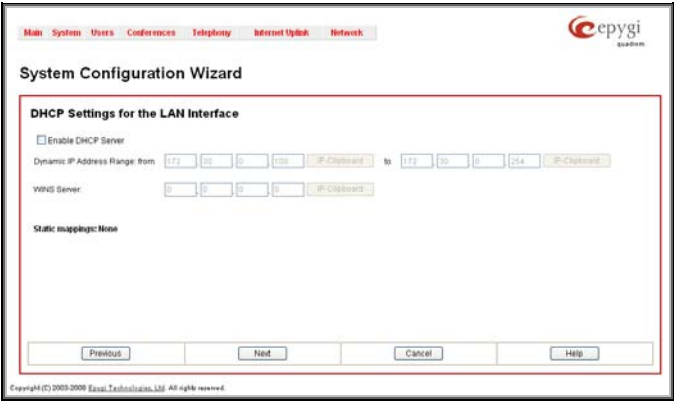 Main System Users Conferences Telephony Internet Uplink Network
epygi
quadrom
System Configuration Wizard
DHCP Settings for the LAN Interface
Enable DHCP Server
Dynamic IP Address Range: from 172 . 30 . 0 . 100 IP-Clipboard to 172 . 30 . 0 . 254 IP-Clipboard
WINS Server: 0 . 0 . 0 . 0 IP-Clipboard
Static mappings: None
Previous Next Cancel Help
Copyright (C) 2003-2008 Epygi Technologies, Ltd. All rights reserved.